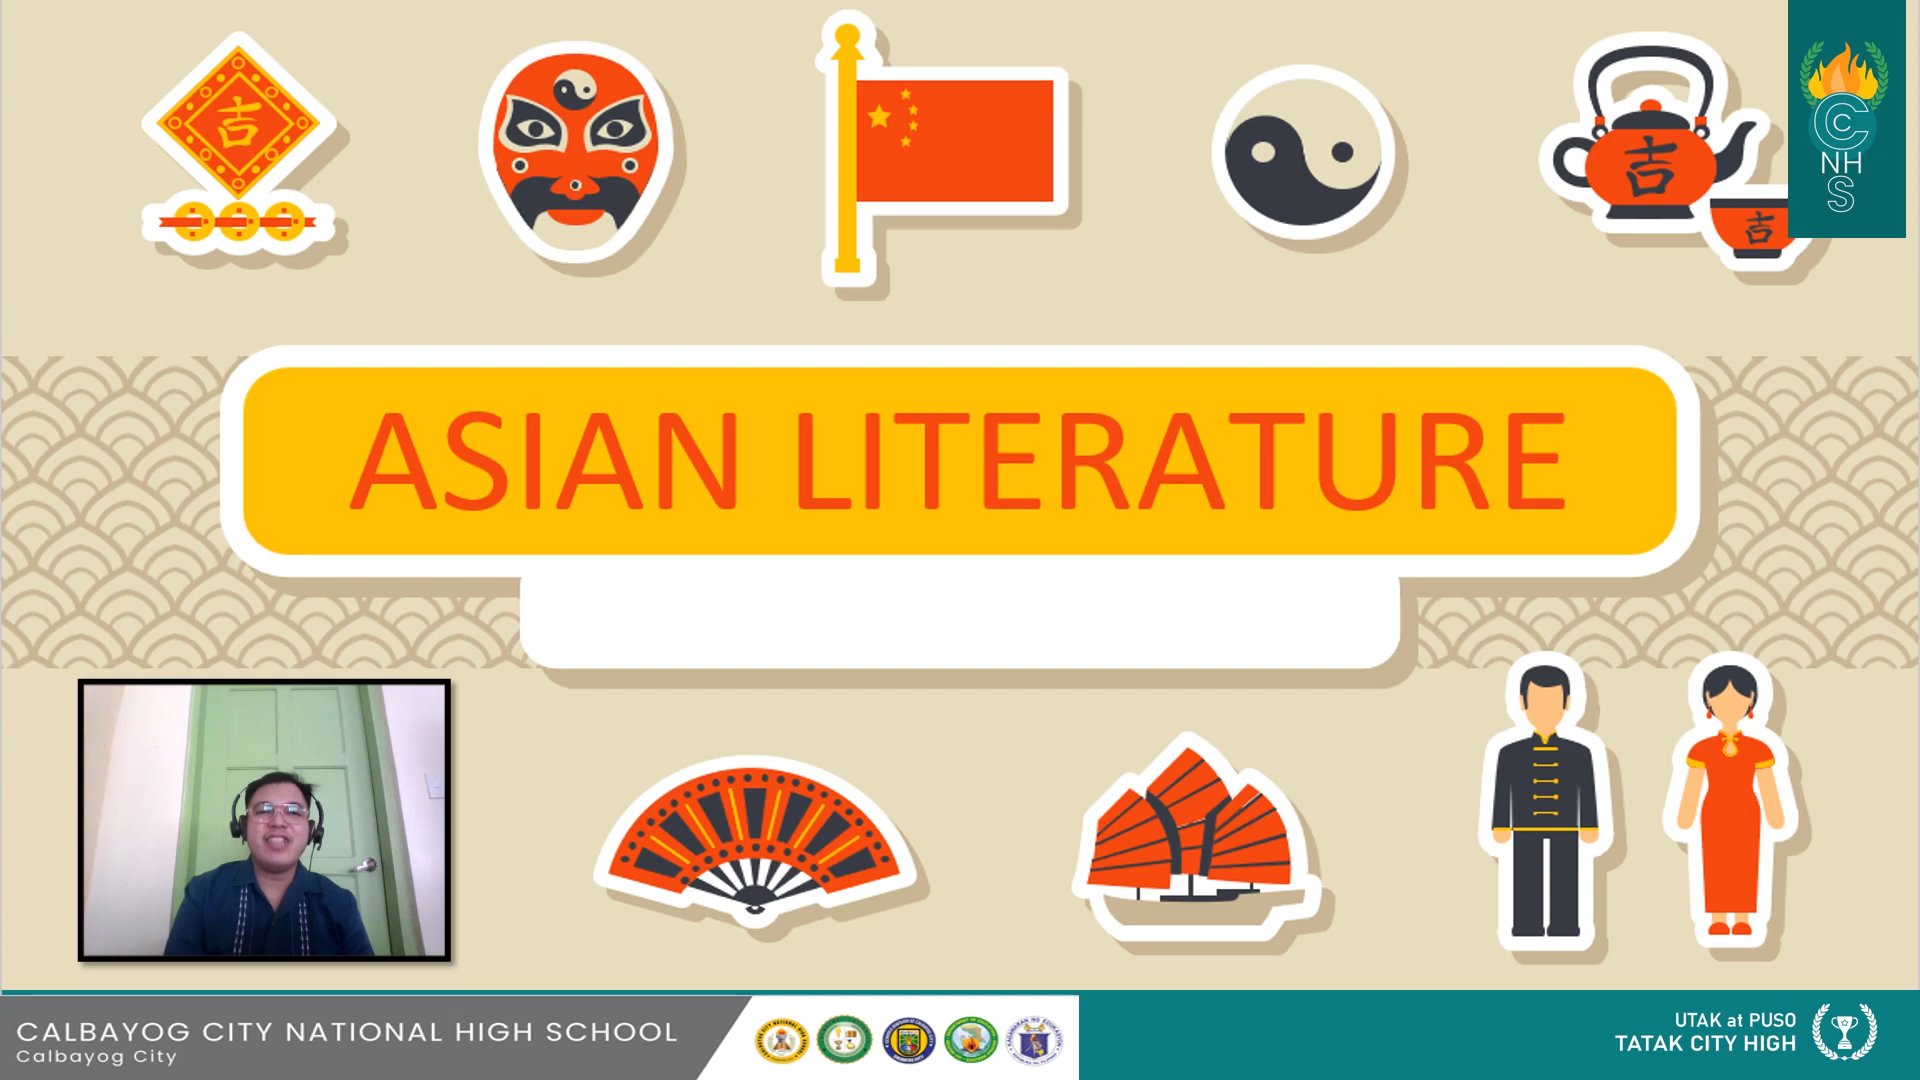 吉
吉
吉
C
C
NH
S
ASIAN LITERATURE
CALBAYOG CITY NATIONAL HIGH SCHOOL
Calbayog City
UTAK at PUSO
TATAK CITY HIGH